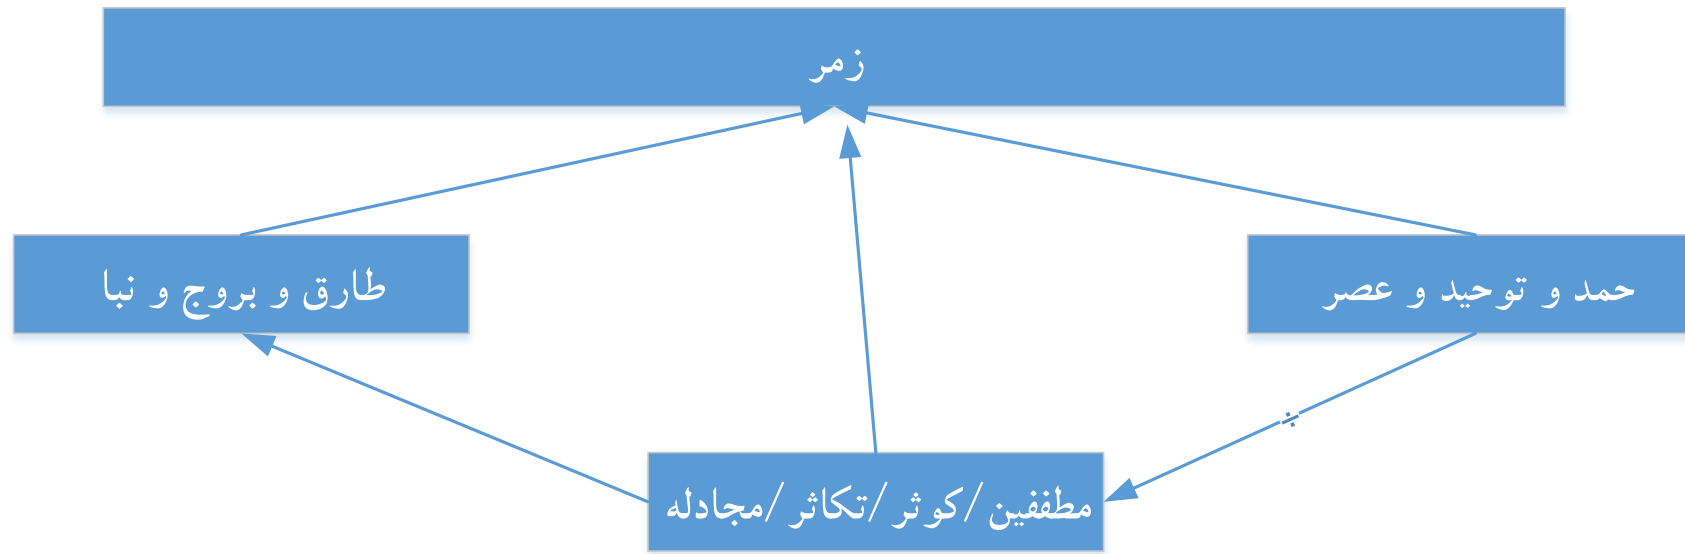 زمر
حمد و توحید و عصر
طارق و بروج و نبا
÷
مطففین/کوثر/تکاثر/مجادله